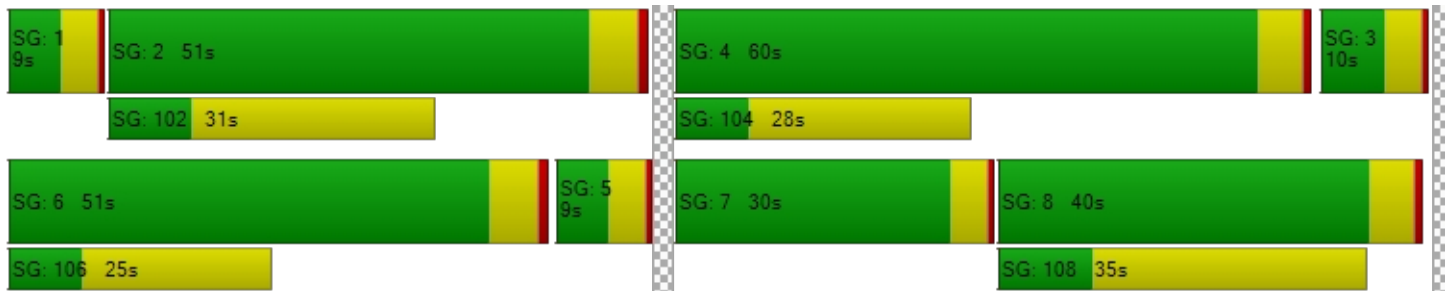 SG: 1
9s
SG: 2 51s
SG: 4 60s
SG: 3
10s
SG: 102 31s
SG: 104 28s
SG: 6 51s
SG: 5
9s
SG: 7 30s
SG: 8 40s
SG: 106 25s
SG: 108 35s